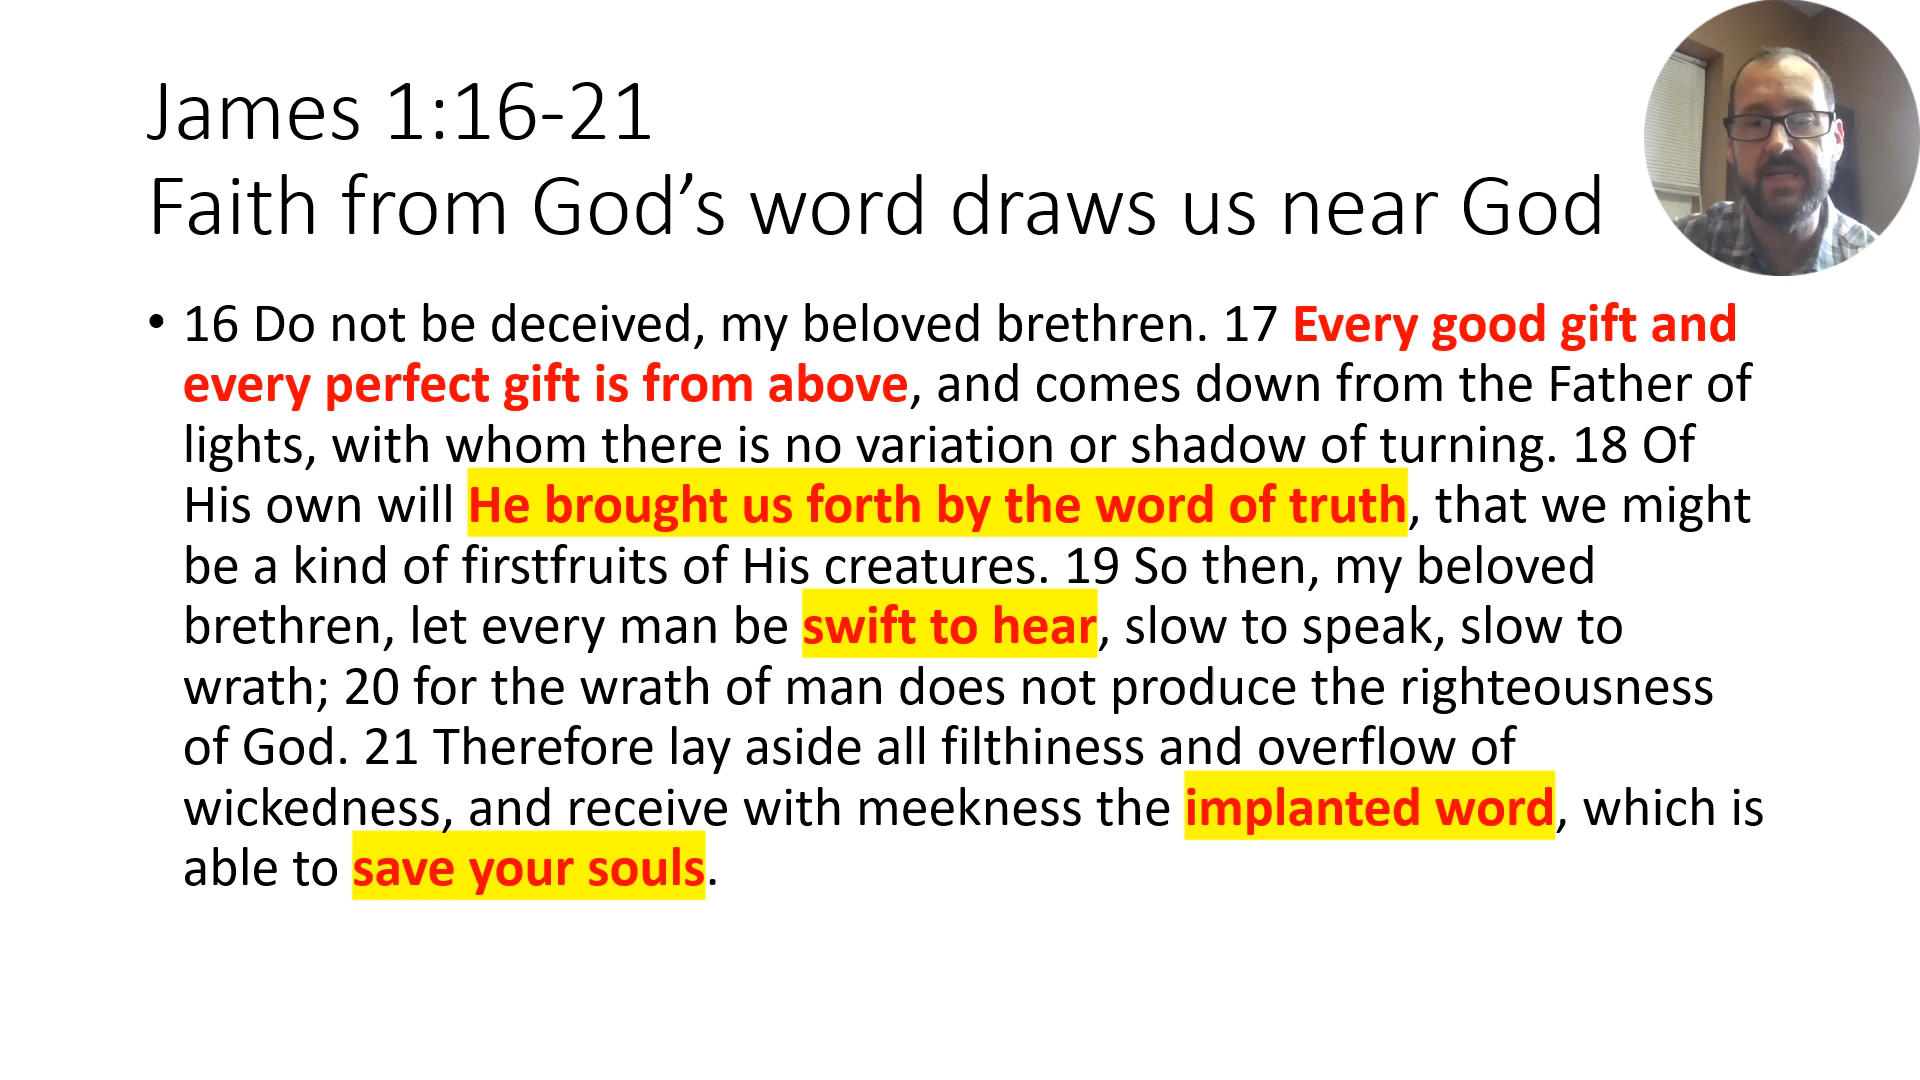 James 1:16-21
Faith from God’s word draws us near God
• 16 Do not be deceived, my beloved brethren. 17 Every good gift and
every perfect gift is from above, and comes down from the Father of
lights, with whom there is no variation or shadow of turning. 18 Of
His own will He brought us forth by the word of truth, that we might
be a kind of firstfruits of His creatures. 19 So then, my beloved
brethren, let every man be swift to hear, slow to speak, slow to
wrath; 20 for the wrath of man does not produce the righteousness
of God. 21 Therefore lay aside all filthiness and overflow of
wickedness, and receive with meekness the implanted word, which is
able to save your souls.